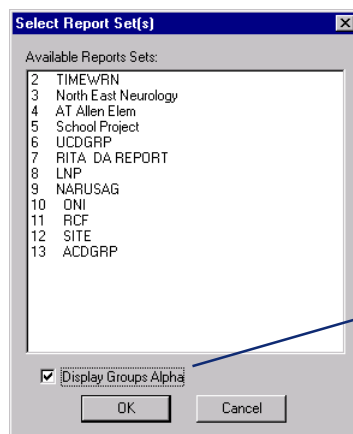 Select Report Set(s)
Available Reports Sets:
2 TIMEWRN
3 North East Neurology
4 AT Allen Elem
5 School Project
6 UCDGRP
7 RITA DA REPORT
8 LNP
9 NARUSAG
10 ONI
11 RCF
12 SITE
13 ACDGRP
Display Groups Alpha
OK Cancel